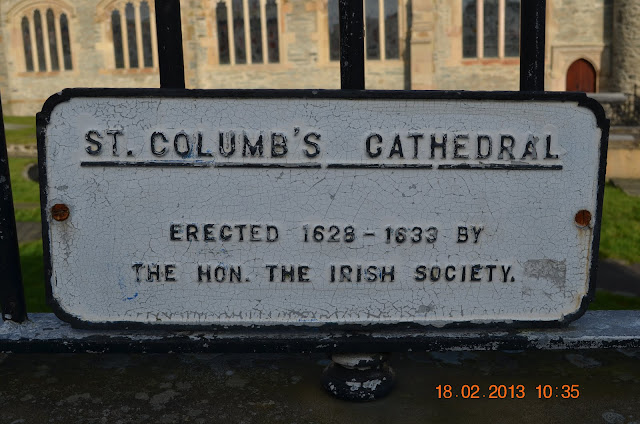 ST. COLUMB'S CATHEDRAL
ERECTED 1628 - 1633 BY
THE HON. THE IRISH SOCIETY.
18.02.2013 10:35